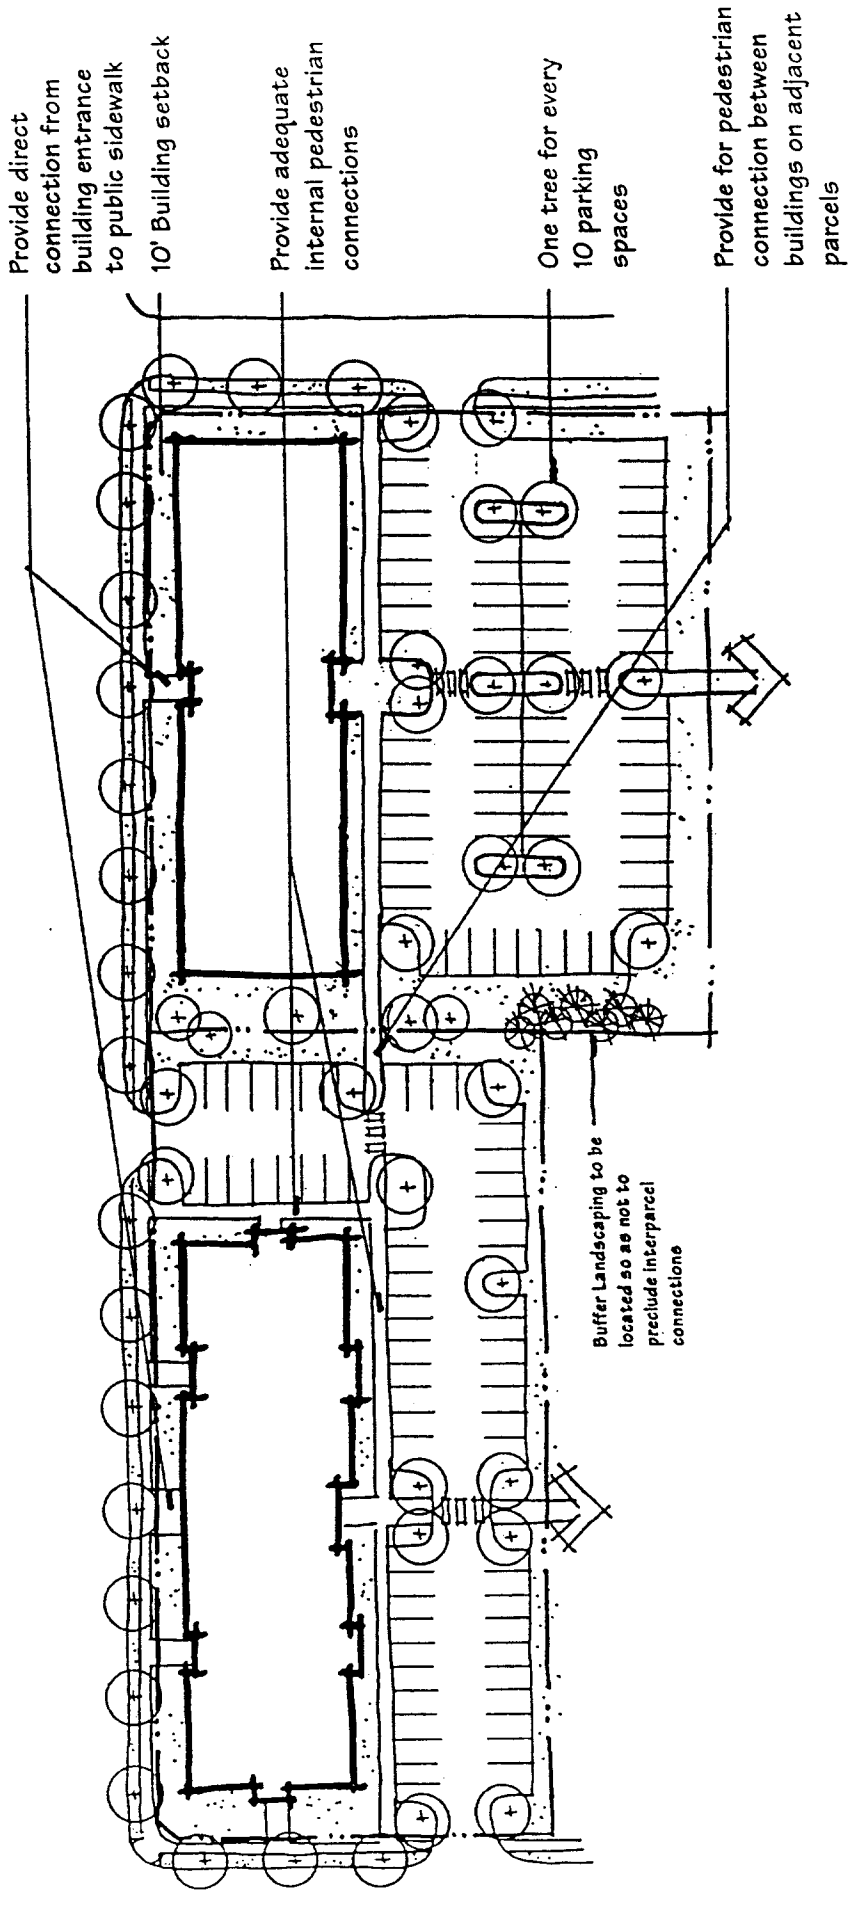 Provide direct
connection from
building entrance
to public sidewalk
10' Building setback
Provide adequate
internal pedestrian
connections
One tree for every
10 parking
spaces
Provide for pedestrian
connection between
buildings on adjacent
parcels
Buffer Landscaping to be
located so as not to
preclude interparcel
connections